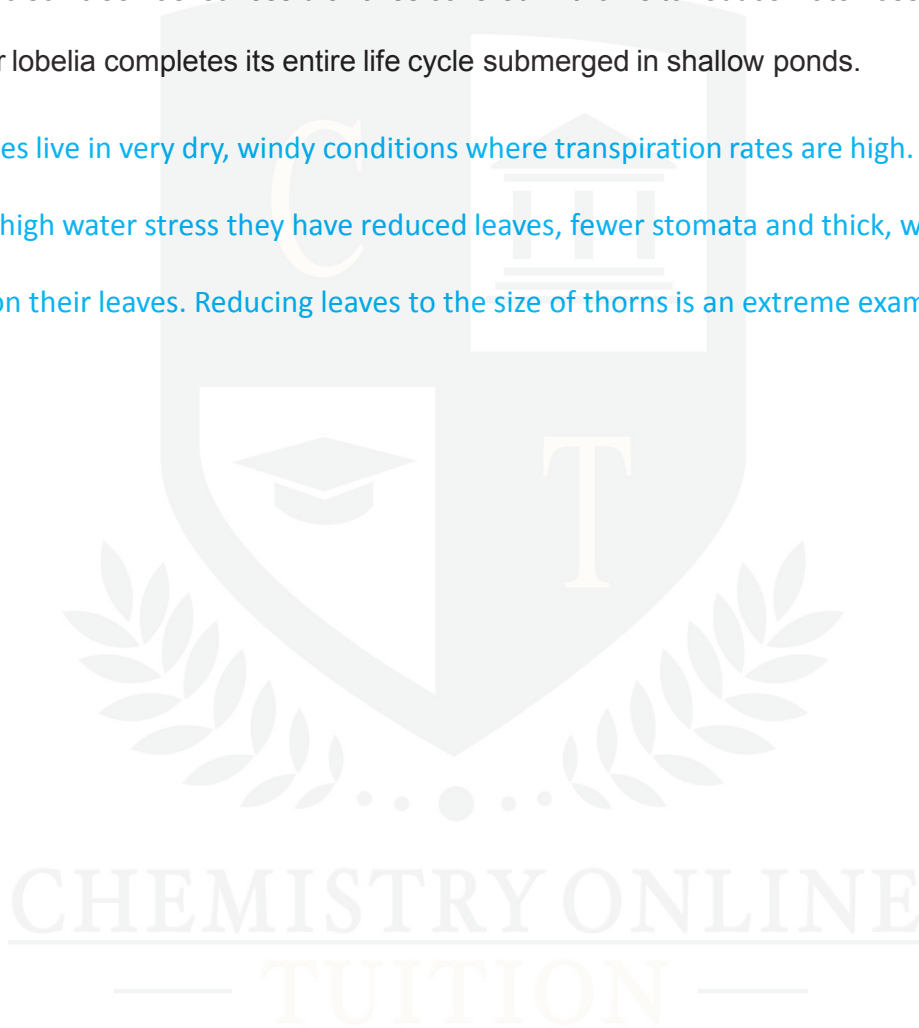 r lobelia completes its entire life cycle submerged in shallow ponds.
es live in very dry, windy conditions where transpiration rates are high.
high water stress they have reduced leaves, fewer stomata and thick, w
on their leaves. Reducing leaves to the size of thorns is an extreme exam
C
T
CHEMISTRY ONLINE
TUITION